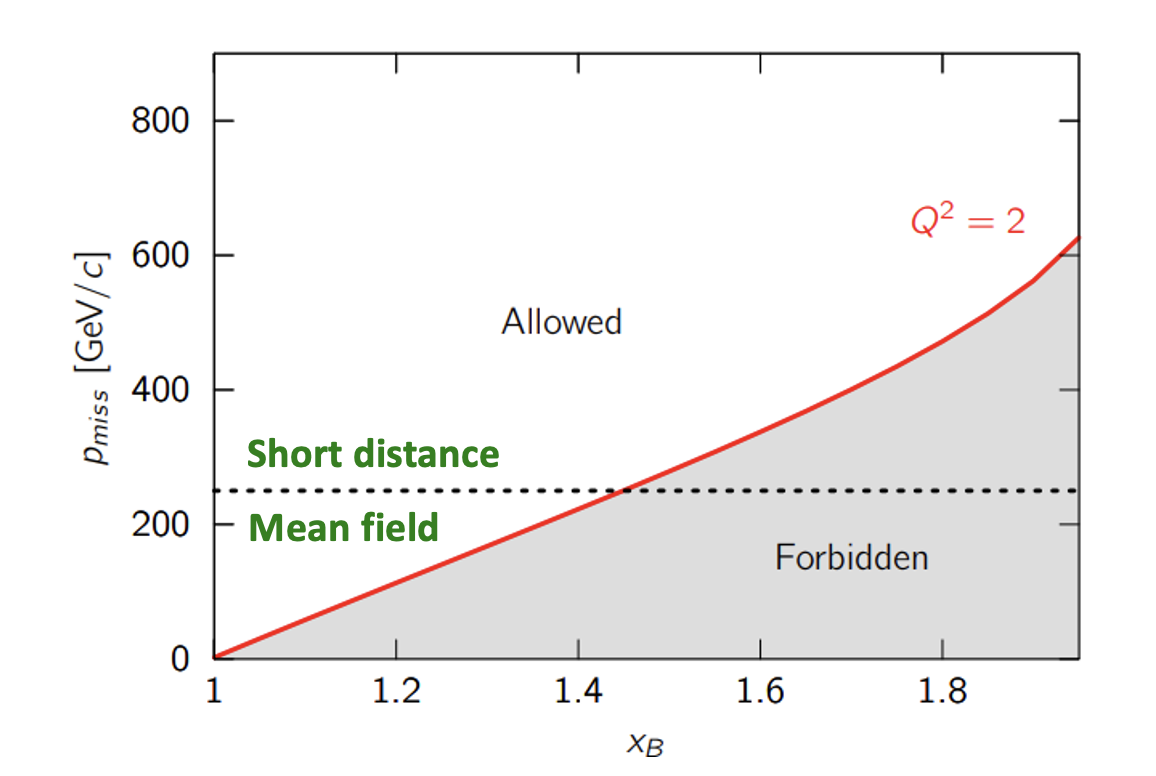 800
600
400
200
0
p_miss [GeV/c]
Q² = 2
Allowed
Short distance
Mean field
Forbidden
1 1.2 1.4 1.6 1.8
x_B